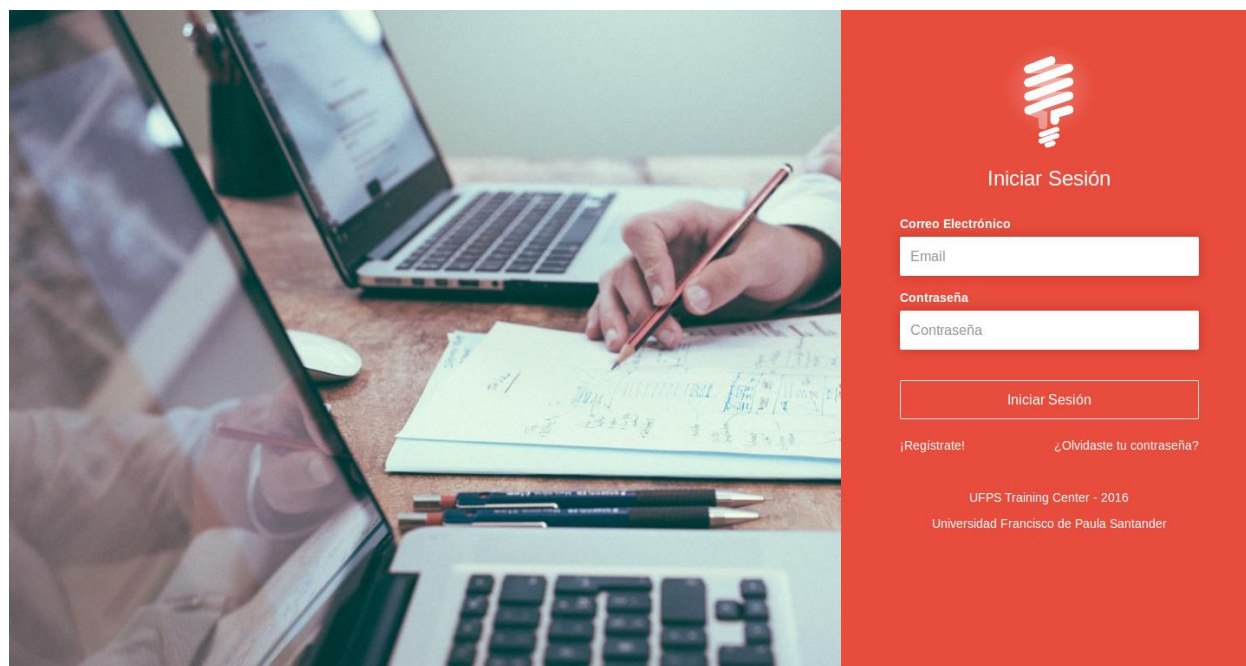 Iniciar Sesión
Correo Electrónico
Email
Contraseña
Contraseña
Iniciar Sesión
¡Regístrate!
¿Olvidaste tu contraseña?
UFPS Training Center - 2016
Universidad Francisco de Paula Santander